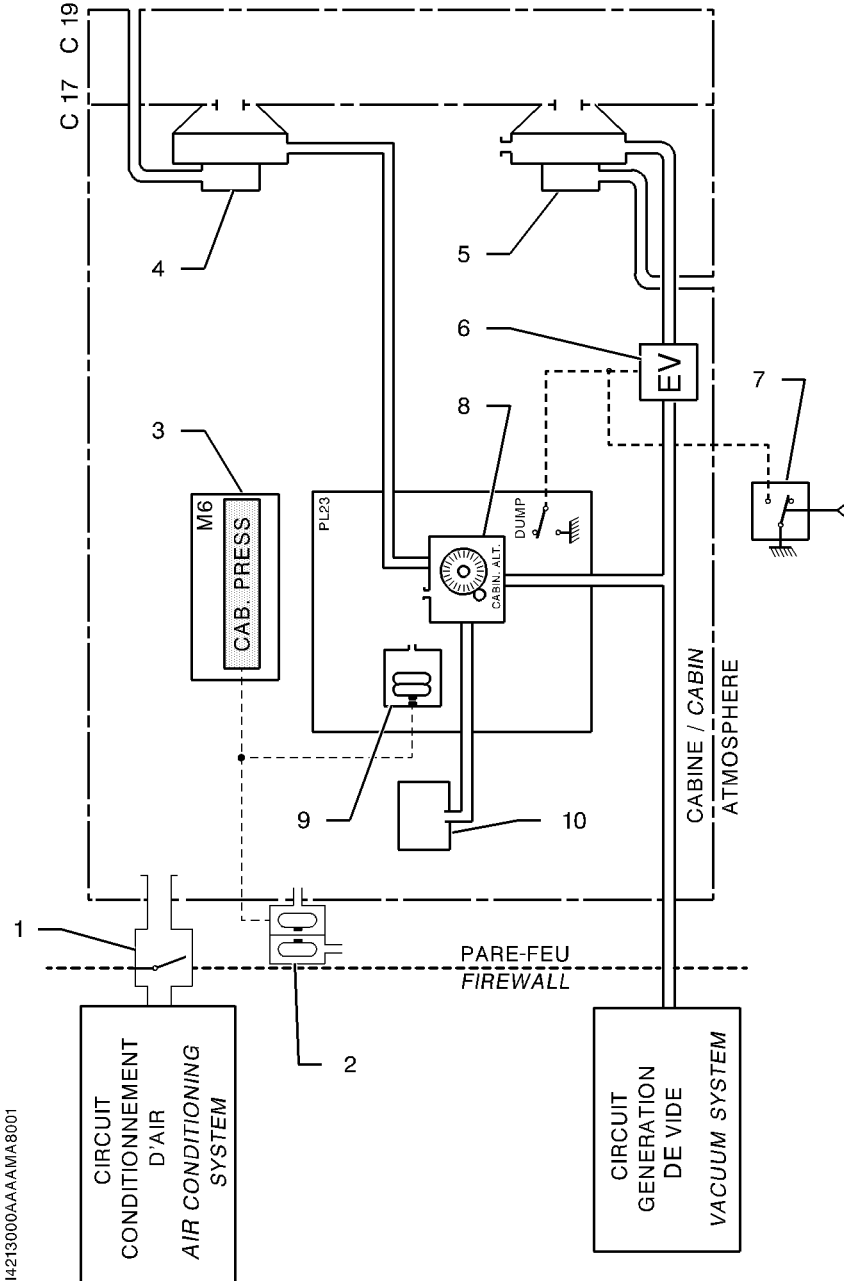 C 17
C 19
4
5
6
7
8
3
EV
M6
CAB. PRESS
PL23
DUMP
CABIN. ALT.
9
10
CABINE / CABIN
ATMOSPHERE
1
2
PARE-FEU
FIREWALL
CIRCUIT
CONDITIONNEMENT
D'AIR
AIR CONDITIONING
SYSTEM
CIRCUIT
GENERATION
DE VIDE
VACUUM SYSTEM
I4213000AAAAMA8001